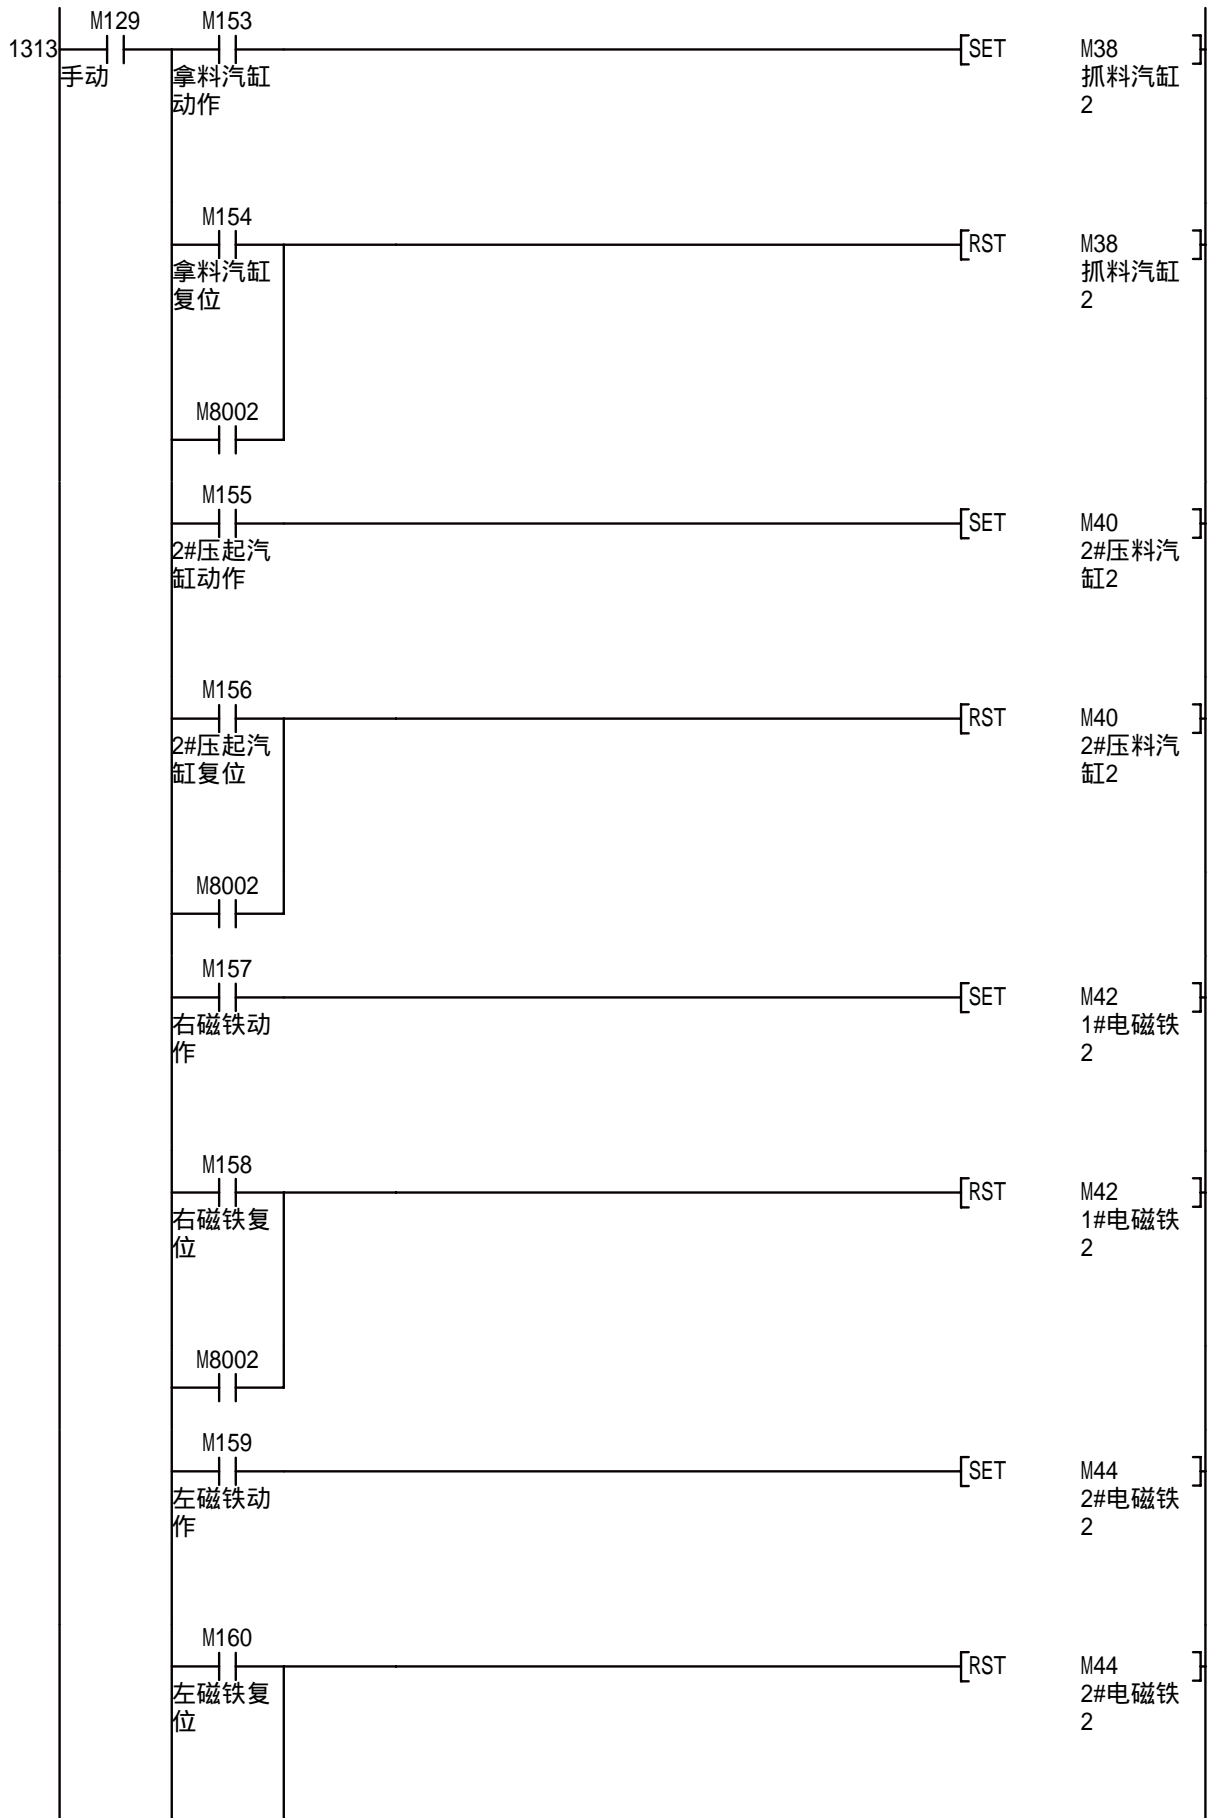 M129 M153
1313 [SET M38 ]
手动 拿料汽缸 抓料汽缸
动作 2
M154
[RST M38 ]
拿料汽缸 抓料汽缸
复位 2
M8002
M155
[SET M40 ]
2#压起汽 2#压料汽
缸动作 缸2
M156
[RST M40 ]
2#压起汽 2#压料汽
缸复位 缸2
M8002
M157
[SET M42 ]
右磁铁动 1#电磁铁
作 2
M158
[RST M42 ]
右磁铁复 1#电磁铁
位 2
M8002
M159
[SET M44 ]
左磁铁动 2#电磁铁
作 2
M160
[RST M44 ]
左磁铁复 2#电磁铁
位 2